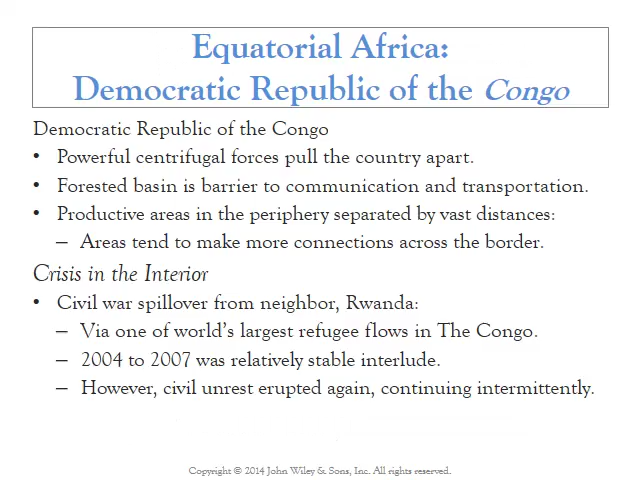 Equatorial Africa:
Democratic Republic of the Congo
Democratic Republic of the Congo
• Powerful centrifugal forces pull the country apart.
• Forested basin is barrier to communication and transportation.
• Productive areas in the periphery separated by vast distances:
– Areas tend to make more connections across the border.
Crisis in the Interior
• Civil war spillover from neighbor, Rwanda:
– Via one of world's largest refugee flows in The Congo.
– 2004 to 2007 was relatively stable interlude.
– However, civil unrest erupted again, continuing intermittently.
Copyright © 2014 John Wiley & Sons, Inc. All rights reserved.